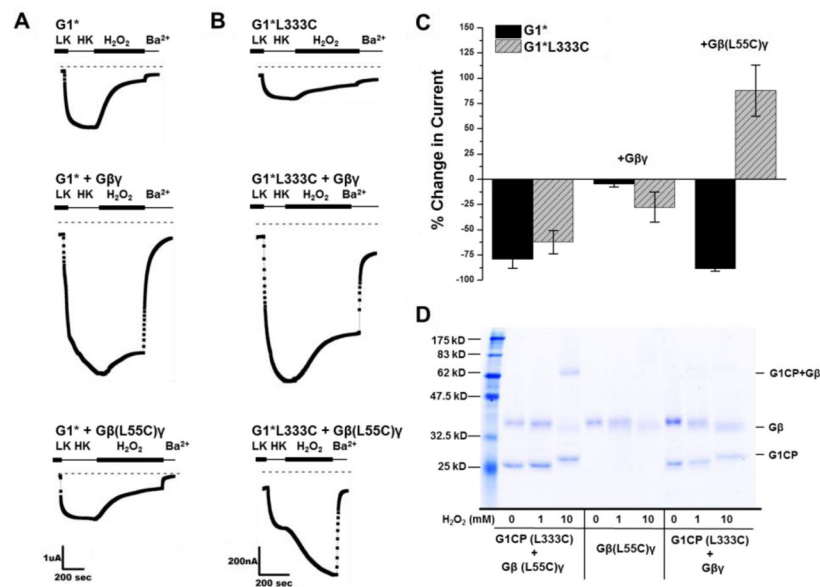 A
G1*
LK HK H₂O₂ Ba²⁺
G1* + Gβγ
LK HK H₂O₂ Ba²⁺
G1* + Gβ(L55C)γ
LK HK H₂O₂ Ba²⁺
1uA
200 sec
B
G1*L333C
LK HK H₂O₂ Ba²⁺
G1*L333C + Gβγ
LK HK H₂O₂ Ba²⁺
G1*L333C + Gβ(L55C)γ
LK HK H₂O₂ Ba²⁺
200nA
200 sec
C
G1*
G1*L333C
+Gβ(L55C)γ
+Gβγ
% Change in Current
150
125
100
75
50
25
0
-25
-50
-75
-100
D
175 kD
83 kD
62 kD
47.5 kD
32.5 kD
25 kD
G1CP+Gβ
Gβ
G1CP
H₂O₂ (mM) 0 1 10 0 1 10 0 1 10
G1CP (L333C) + Gβ (L55C)γ
Gβ(L55C)γ
G1CP (L333C) + Gβγ